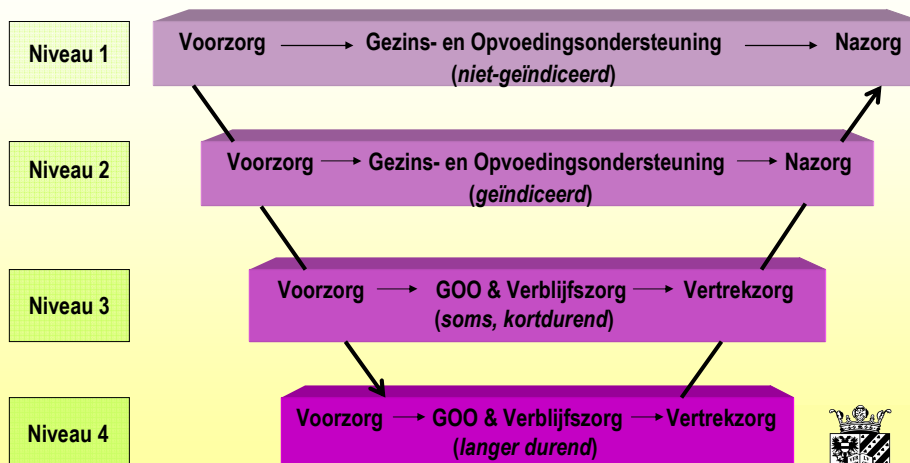 Niveau 1
Voorzorg → Gezins- en Opvoedingsondersteuning → Nazorg
(niet-geïndiceerd)
Niveau 2
Voorzorg → Gezins- en Opvoedingsondersteuning → Nazorg
(geïndiceerd)
Niveau 3
Voorzorg → GOO & Verblijfszorg → Vertrekzorg
(soms, kortdurend)
Niveau 4
Voorzorg → GOO & Verblijfszorg → Vertrekzorg
(langer durend)